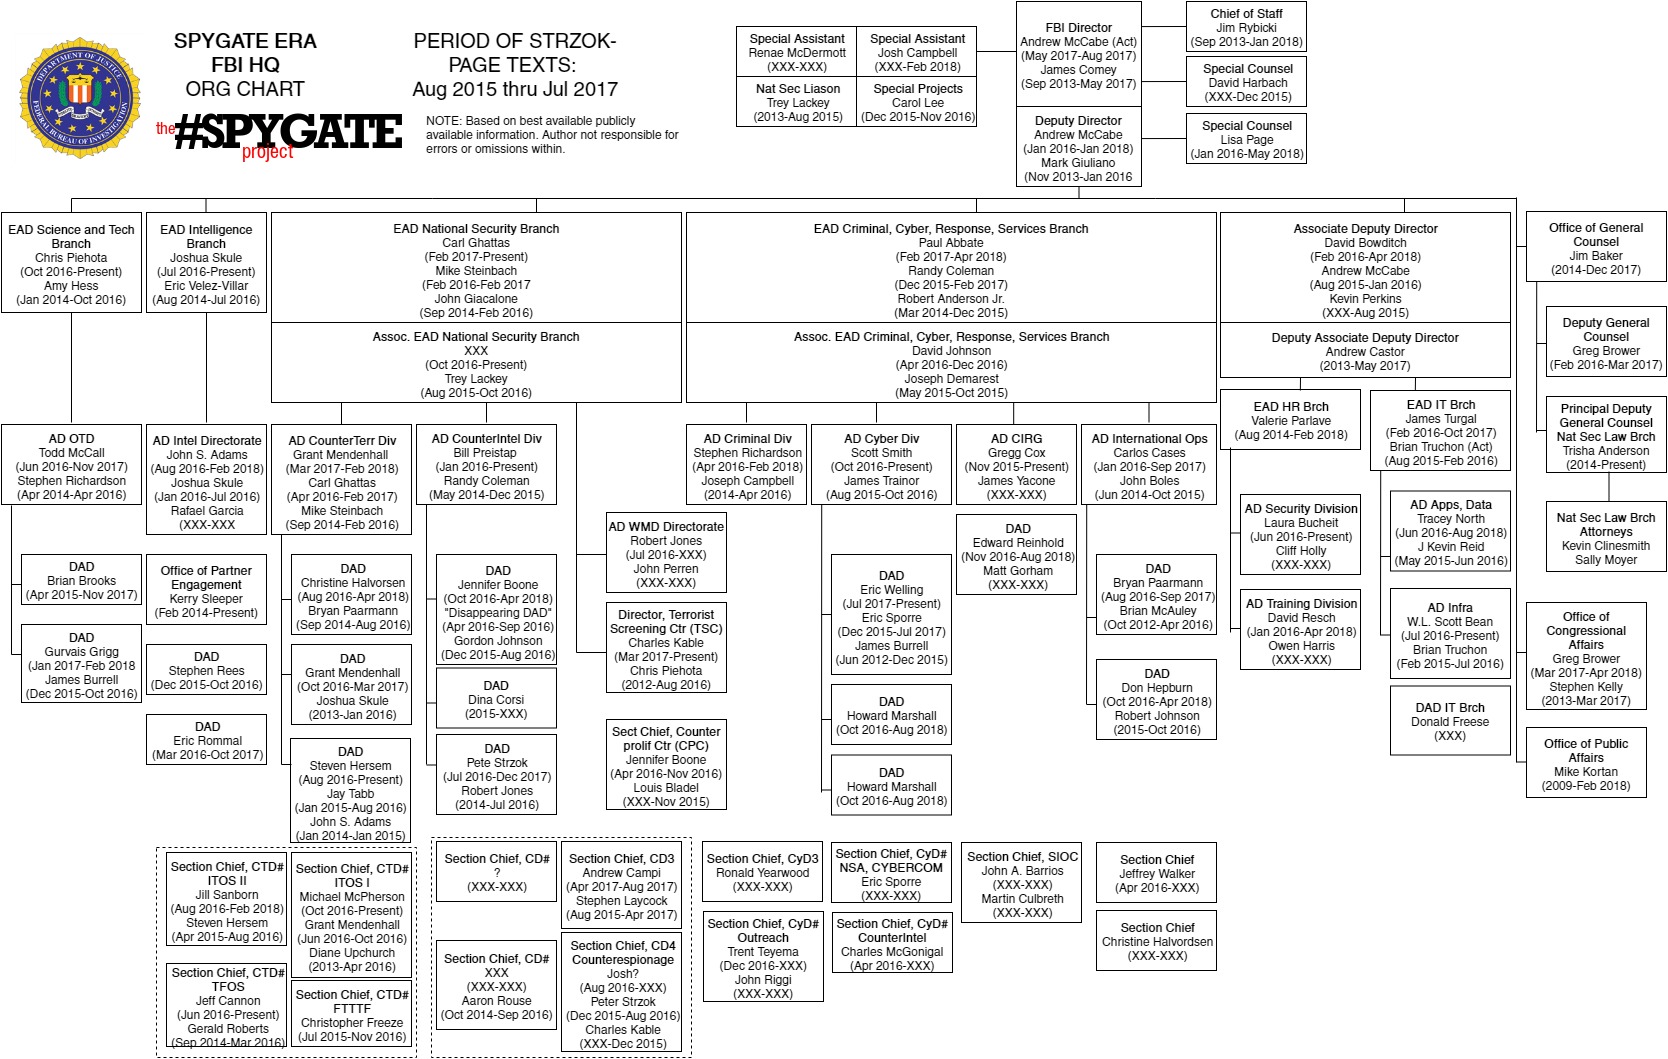 DEPARTMENT OF JUSTICE
FEDERAL BUREAU OF INVESTIGATION
SPYGATE ERA
FBI HQ
ORG CHART
the #SPYGATE
project
PERIOD OF STRZOK-
PAGE TEXTS:
Aug 2015 thru Jul 2017
NOTE: Based on best available publicly
available information. Author not responsible for
errors or omissions within.
Special Assistant
Renae McDermott
(XXX-XXX)
Special Assistant
Josh Campbell
(XXX-Feb 2018)
Nat Sec Liason
Trey Lackey
(2013-Aug 2015)
Special Projects
Carol Lee
(Dec 2015-Nov 2016)
FBI Director
Andrew McCabe (Act)
(May 2017-Aug 2017)
James Comey
(Sep 2013-May 2017)
Deputy Director
Andrew McCabe
(Jan 2016-Jan 2018)
Mark Giuliano
(Nov 2013-Jan 2016
Chief of Staff
Jim Rybicki
(Sep 2013-Jan 2018)
Special Counsel
David Harbach
(XXX-Dec 2015)
Special Counsel
Lisa Page
(Jan 2016-May 2018)
EAD Science and Tech
Branch
Chris Piehota
(Oct 2016-Present)
Amy Hess
(Jan 2014-Oct 2016)
EAD Intelligence
Branch
Joshua Skule
(Jul 2016-Present)
Eric Velez-Villar
(Aug 2014-Jul 2016)
EAD National Security Branch
Carl Ghattas
(Feb 2017-Present)
Mike Steinbach
(Feb 2016-Feb 2017
John Giacalone
(Sep 2014-Feb 2016)
Assoc. EAD National Security Branch
XXX
(Oct 2016-Present)
Trey Lackey
(Aug 2015-Oct 2016)
EAD Criminal, Cyber, Response, Services Branch
Paul Abbate
(Feb 2017-Apr 2018)
Randy Coleman
(Dec 2015-Feb 2017)
Robert Anderson Jr.
(Mar 2014-Dec 2015)
Assoc. EAD Criminal, Cyber, Response, Services Branch
David Johnson
(Apr 2016-Dec 2016)
Joseph Demarest
(May 2015-Oct 2015)
Associate Deputy Director
David Bowditch
(Feb 2016-Apr 2018)
Andrew McCabe
(Aug 2015-Jan 2016)
Kevin Perkins
(XXX-Aug 2015)
Deputy Associate Deputy Director
Andrew Castor
(2013-May 2017)
Office of General
Counsel
Jim Baker
(2014-Dec 2017)
Deputy General
Counsel
Greg Brower
(Feb 2016-Mar 2017)
Principal Deputy
General Counsel
Nat Sec Law Brch
Trisha Anderson
(2014-Present)
Nat Sec Law Brch
Attorneys
Kevin Clinesmith
Sally Moyer
EAD HR Brch
Valerie Parlave
(Aug 2014-Feb 2018)
EAD IT Brch
James Turgal
(Feb 2016-Oct 2017)
Brian Truchon (Act)
(Aug 2015-Feb 2016)
AD OTD
Todd McCall
(Jun 2016-Nov 2017)
Stephen Richardson
(Apr 2014-Apr 2016)
AD Intel Directorate
John S. Adams
(Aug 2016-Feb 2018)
Joshua Skule
(Jan 2016-Jul 2016)
Rafael Garcia
(XXX-XXX
AD CounterTerr Div
Grant Mendenhall
(Mar 2017-Feb 2018)
Carl Ghattas
(Apr 2016-Feb 2017)
Mike Steinbach
(Sep 2014-Feb 2016)
AD CounterIntel Div
Bill Preistap
(Jan 2016-Present)
Randy Coleman
(May 2014-Dec 2015)
AD Criminal Div
Stephen Richardson
(Apr 2016-Feb 2018)
Joseph Campbell
(2014-Apr 2016)
AD Cyber Div
Scott Smith
(Oct 2016-Present)
James Trainor
(Aug 2015-Oct 2016)
AD CIRG
Gregg Cox
(Nov 2015-Present)
James Yacone
(XXX-XXX)
AD International Ops
Carlos Cases
(Jan 2016-Sep 2017)
John Boles
(Jun 2014-Oct 2015)
AD WMD Directorate
Robert Jones
(Jul 2016-XXX)
John Perren
(XXX-XXX)
Director, Terrorist
Screening Ctr (TSC)
Charles Kable
(Mar 2017-Present)
Chris Piehota
(2012-Aug 2016)
Sect Chief, Counter
prolif Ctr (CPC)
Jennifer Boone
(Apr 2016-Nov 2016)
Louis Bladel
(XXX-Nov 2015)
DAD
Edward Reinhold
(Nov 2016-Aug 2018)
Matt Gorham
(XXX-XXX)
AD Security Division
Laura Bucheit
(Jun 2016-Present)
Cliff Holly
(XXX-XXX)
AD Training Division
David Resch
(Jan 2016-Apr 2018)
Owen Harris
(XXX-XXX)
AD Apps, Data
Tracey North
(Jun 2016-Aug 2018)
J Kevin Reid
(May 2015-Jun 2016)
AD Infra
W.L. Scott Bean
(Jul 2016-Present)
Brian Truchon
(Feb 2015-Jul 2016)
DAD IT Brch
Donald Freese
(XXX)
Office of
Congressional
Affairs
Greg Brower
(Mar 2017-Apr 2018)
Stephen Kelly
(2013-Mar 2017)
Office of Public
Affairs
Mike Kortan
(2009-Feb 2018)
DAD
Brian Brooks
(Apr 2015-Nov 2017)
DAD
Gurvais Grigg
(Jan 2017-Feb 2018
James Burrell
(Dec 2015-Oct 2016)
Office of Partner
Engagement
Kerry Sleeper
(Feb 2014-Present)
DAD
Stephen Rees
(Dec 2015-Oct 2016)
DAD
Eric Rommal
(Mar 2016-Oct 2017)
DAD
Christine Halvorsen
(Aug 2016-Apr 2018)
Bryan Paarmann
(Sep 2014-Aug 2016)
DAD
Grant Mendenhall
(Oct 2016-Mar 2017)
Joshua Skule
(2013-Jan 2016)
DAD
Steven Hersem
(Aug 2016-Present)
Jay Tabb
(Jan 2015-Aug 2016)
John S. Adams
(Jan 2014-Jan 2015)
DAD
Jennifer Boone
(Oct 2016-Apr 2018)
"Disappearing DAD"
(Apr 2016-Sep 2016)
Gordon Johnson
(Dec 2015-Aug 2016)
DAD
Dina Corsi
(2015-XXX)
DAD
Pete Strzok
(Jul 2016-Dec 2017)
Robert Jones
(2014-Jul 2016)
DAD
Eric Welling
(Jul 2017-Present)
Eric Sporre
(Dec 2015-Jul 2017)
James Burrell
(Jun 2012-Dec 2015)
DAD
Howard Marshall
(Oct 2016-Aug 2018)
DAD
Howard Marshall
(Oct 2016-Aug 2018)
DAD
Bryan Paarmann
(Aug 2016-Sep 2017)
Brian McAuley
(Oct 2012-Apr 2016)
DAD
Don Hepburn
(Oct 2016-Apr 2018)
Robert Johnson
(2015-Oct 2016)
Section Chief, CTD#
ITOS II
Jill Sanborn
(Aug 2016-Feb 2018)
Steven Hersem
(Apr 2015-Aug 2016)
Section Chief, CTD#
ITOS I
Michael McPherson
(Oct 2016-Present)
Grant Mendenhall
(Jun 2016-Oct 2016)
Diane Upchurch
(2013-Apr 2016)
Section Chief, CTD#
TFOS
Jeff Cannon
(Jun 2016-Present)
Gerald Roberts
(Sep 2014-Mar 2016)
Section Chief, CTD#
FTTTF
Christopher Freeze
(Jul 2015-Nov 2016)
Section Chief, CD#
?
(XXX-XXX)
Section Chief, CD3
Andrew Campi
(Apr 2017-Aug 2017)
Stephen Laycock
(Aug 2015-Apr 2017)
Section Chief, CD#
XXX
(XXX-XXX)
Aaron Rouse
(Oct 2014-Sep 2016)
Section Chief, CD4
Counterespionage
Josh?
(Aug 2016-XXX)
Peter Strzok
(Dec 2015-Aug 2016)
Charles Kable
(XXX-Dec 2015)
Section Chief, CyD3
Ronald Yearwood
(XXX-XXX)
Section Chief, CyD#
NSA, CYBERCOM
Eric Sporre
(XXX-XXX)
Section Chief, CyD#
Outreach
Trent Teyema
(Dec 2016-XXX)
John Riggi
(XXX-XXX)
Section Chief, CyD#
CounterIntel
Charles McGonigal
(Apr 2016-XXX)
Section Chief, SIOC
John A. Barrios
(XXX-XXX)
Martin Culbreth
(XXX-XXX)
Section Chief
Jeffrey Walker
(Apr 2016-XXX)
Section Chief
Christine Halvordsen
(XXX-XXX)